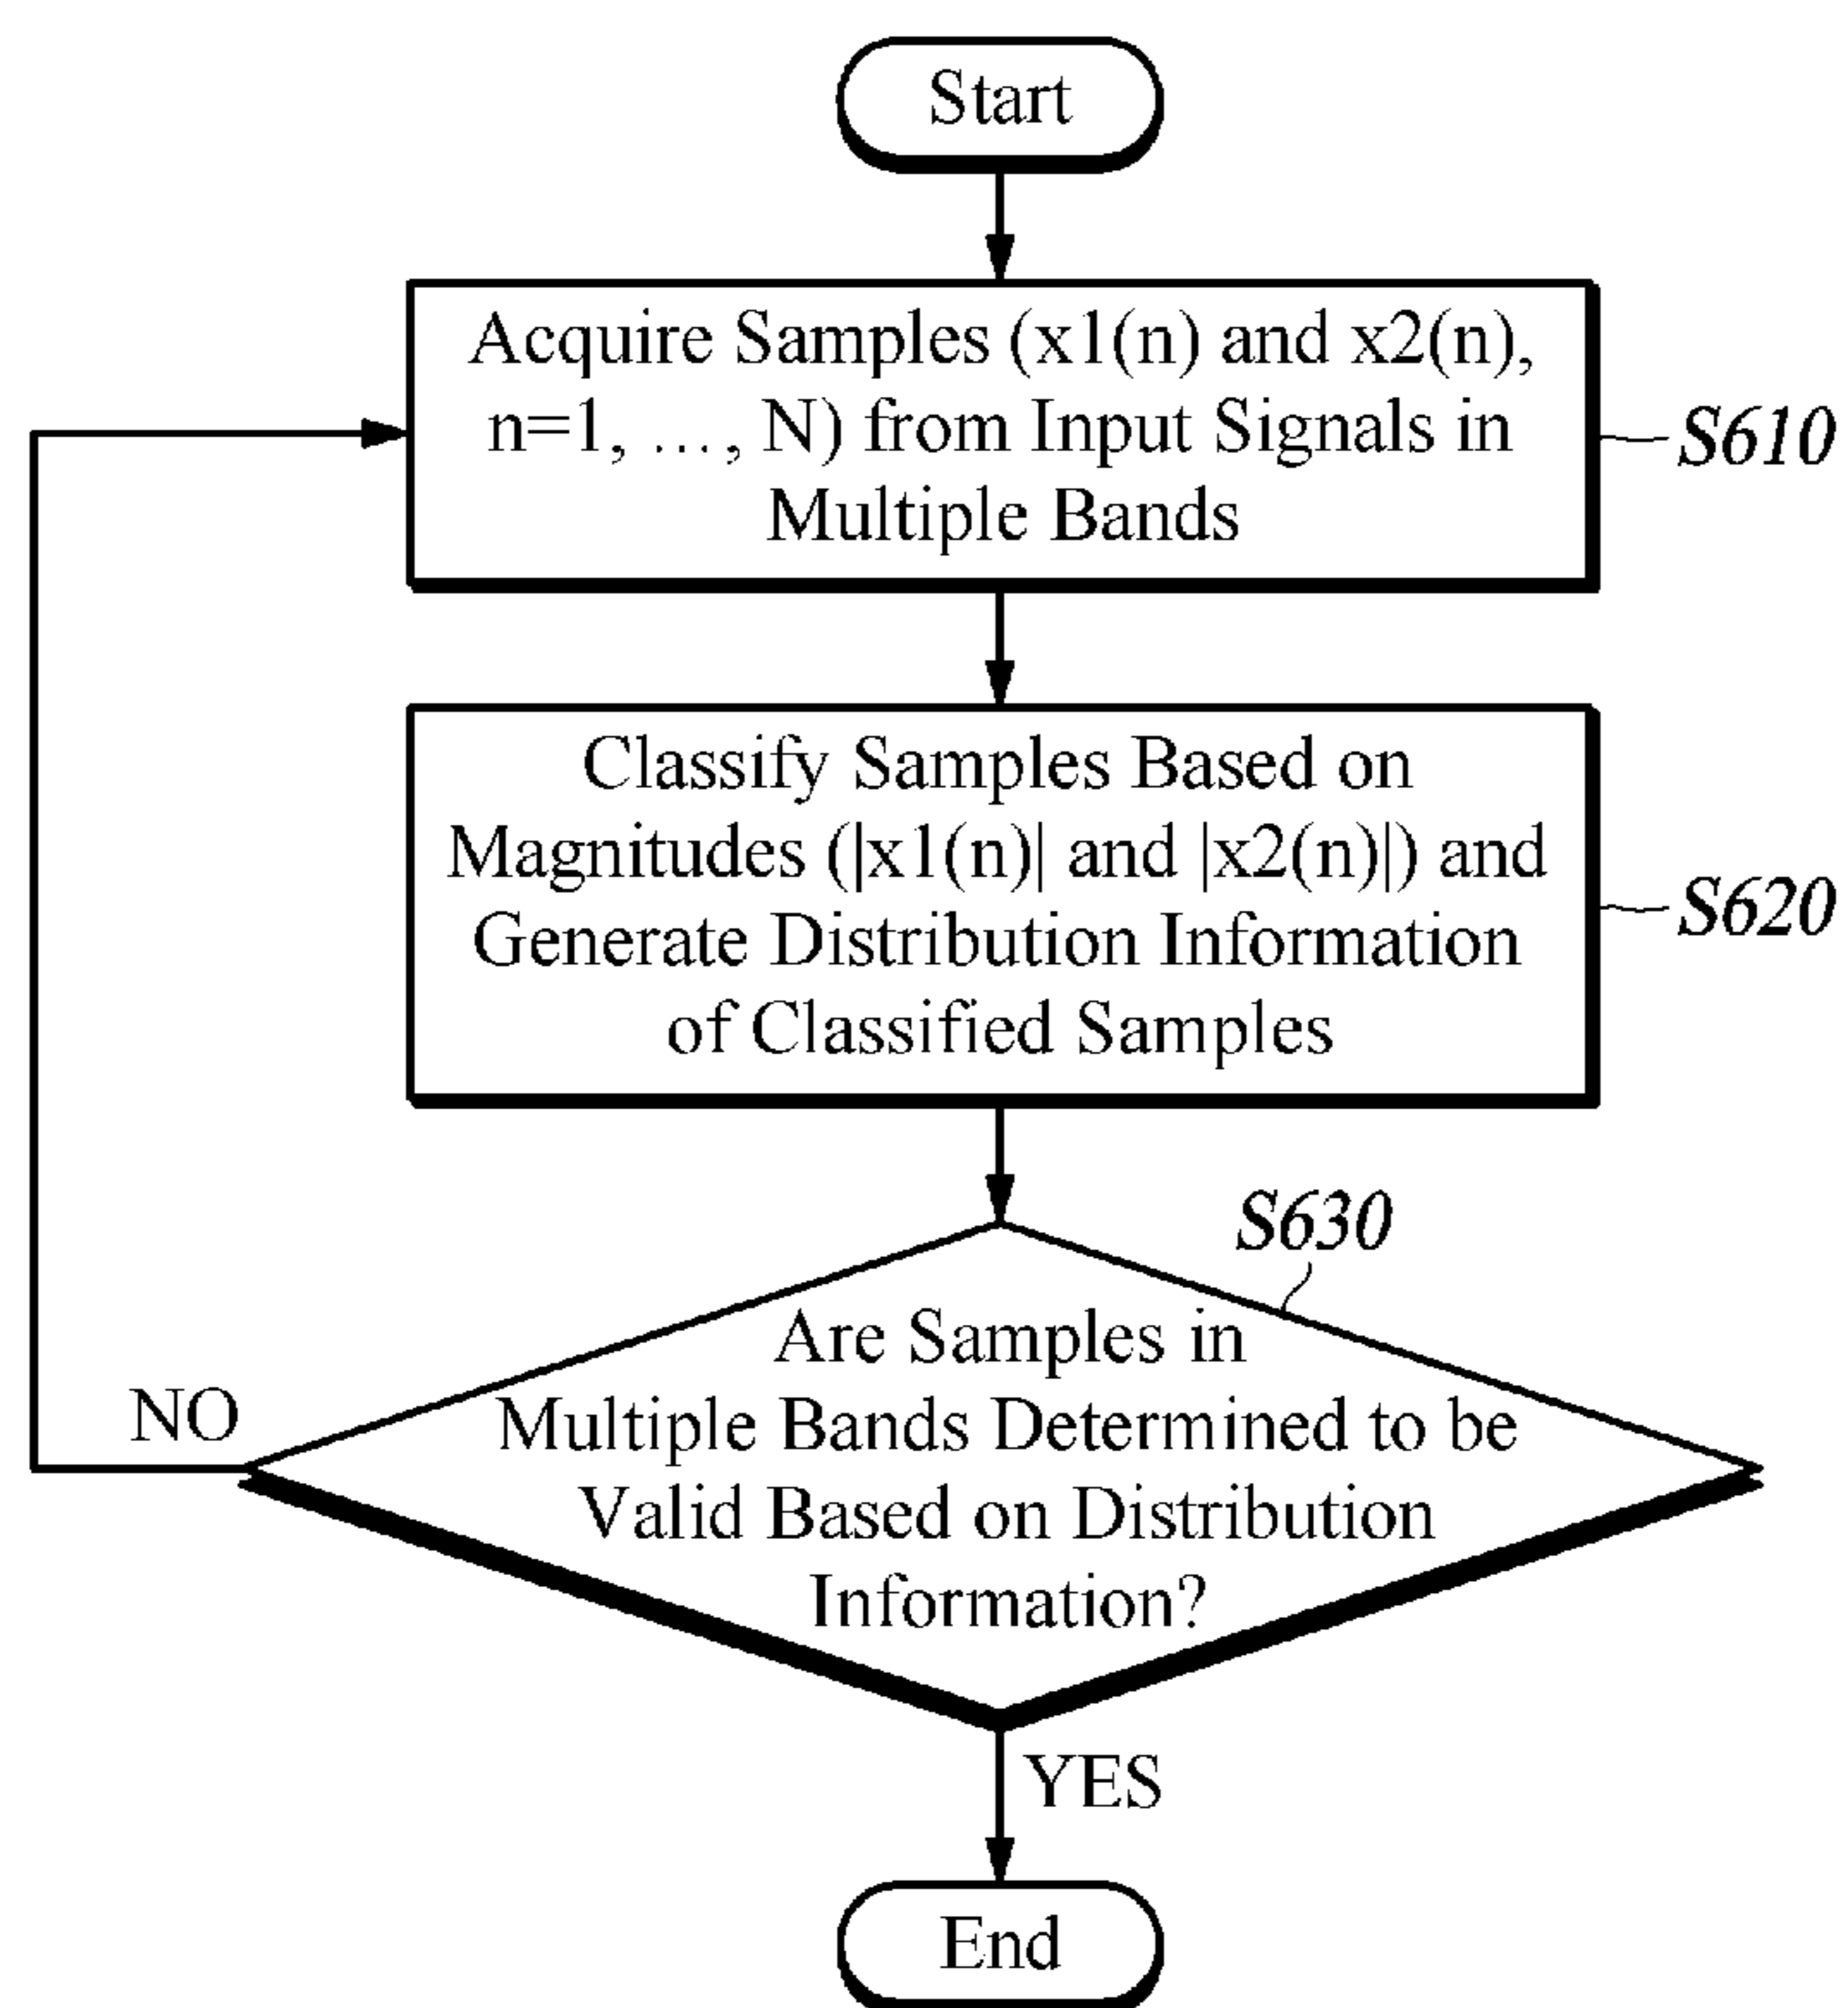 Start
Acquire Samples (x1(n) and x2(n),
n=1, ..., N) from Input Signals in
Multiple Bands
S610
Classify Samples Based on
Magnitudes (|x1(n)| and |x2(n)|) and
Generate Distribution Information
of Classified Samples
S620
S630
Are Samples in
Multiple Bands Determined to be
Valid Based on Distribution
Information?
NO
YES
End